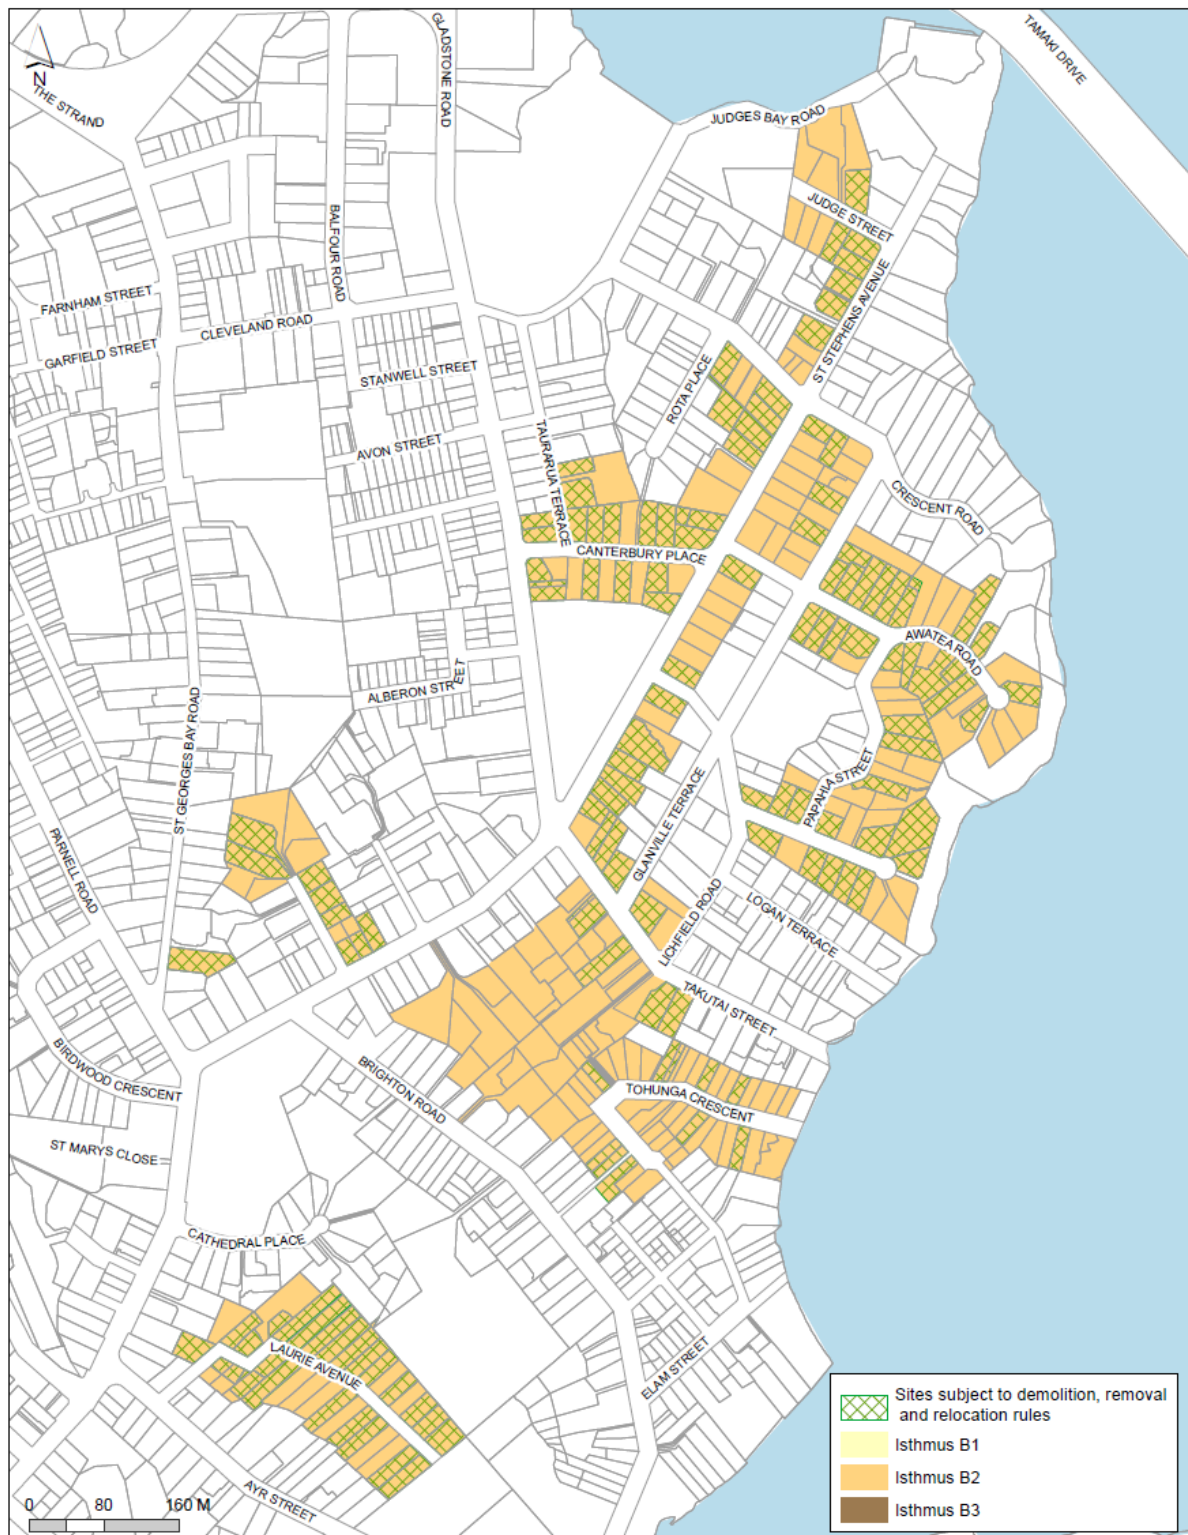 TAMAKI DRIVE
GLADSTONE ROAD
N
THE STRAND
JUDGES BAY ROAD
JUDGE STREET
BALFOUR ROAD
ST STEPHENS AVENUE
FARNHAM STREET
CLEVELAND ROAD
GARFIELD STREET
STANWELL STREET
ROTA PLACE
AVON STREET
TAURARUA TERRACE
CRESCENT ROAD
CANTERBURY PLACE
AWATEA ROAD
ALBERON STREET
ST GEORGES BAY ROAD
PAPAHIA STREET
GLANVILLE TERRACE
PARNELL ROAD
LICHFIELD ROAD
LOGAN TERRACE
TAKUTAI STREET
BIRDWOOD CRESCENT
BRIGHTON ROAD
TOHUNGA CRESCENT
ST MARYS CLOSE
CATHEDRAL PLACE
LAURIE AVENUE
ELAM STREET
AYR STREET
Sites subject to demolition, removal
and relocation rules
Isthmus B1
Isthmus B2
Isthmus B3
0 80 160 M